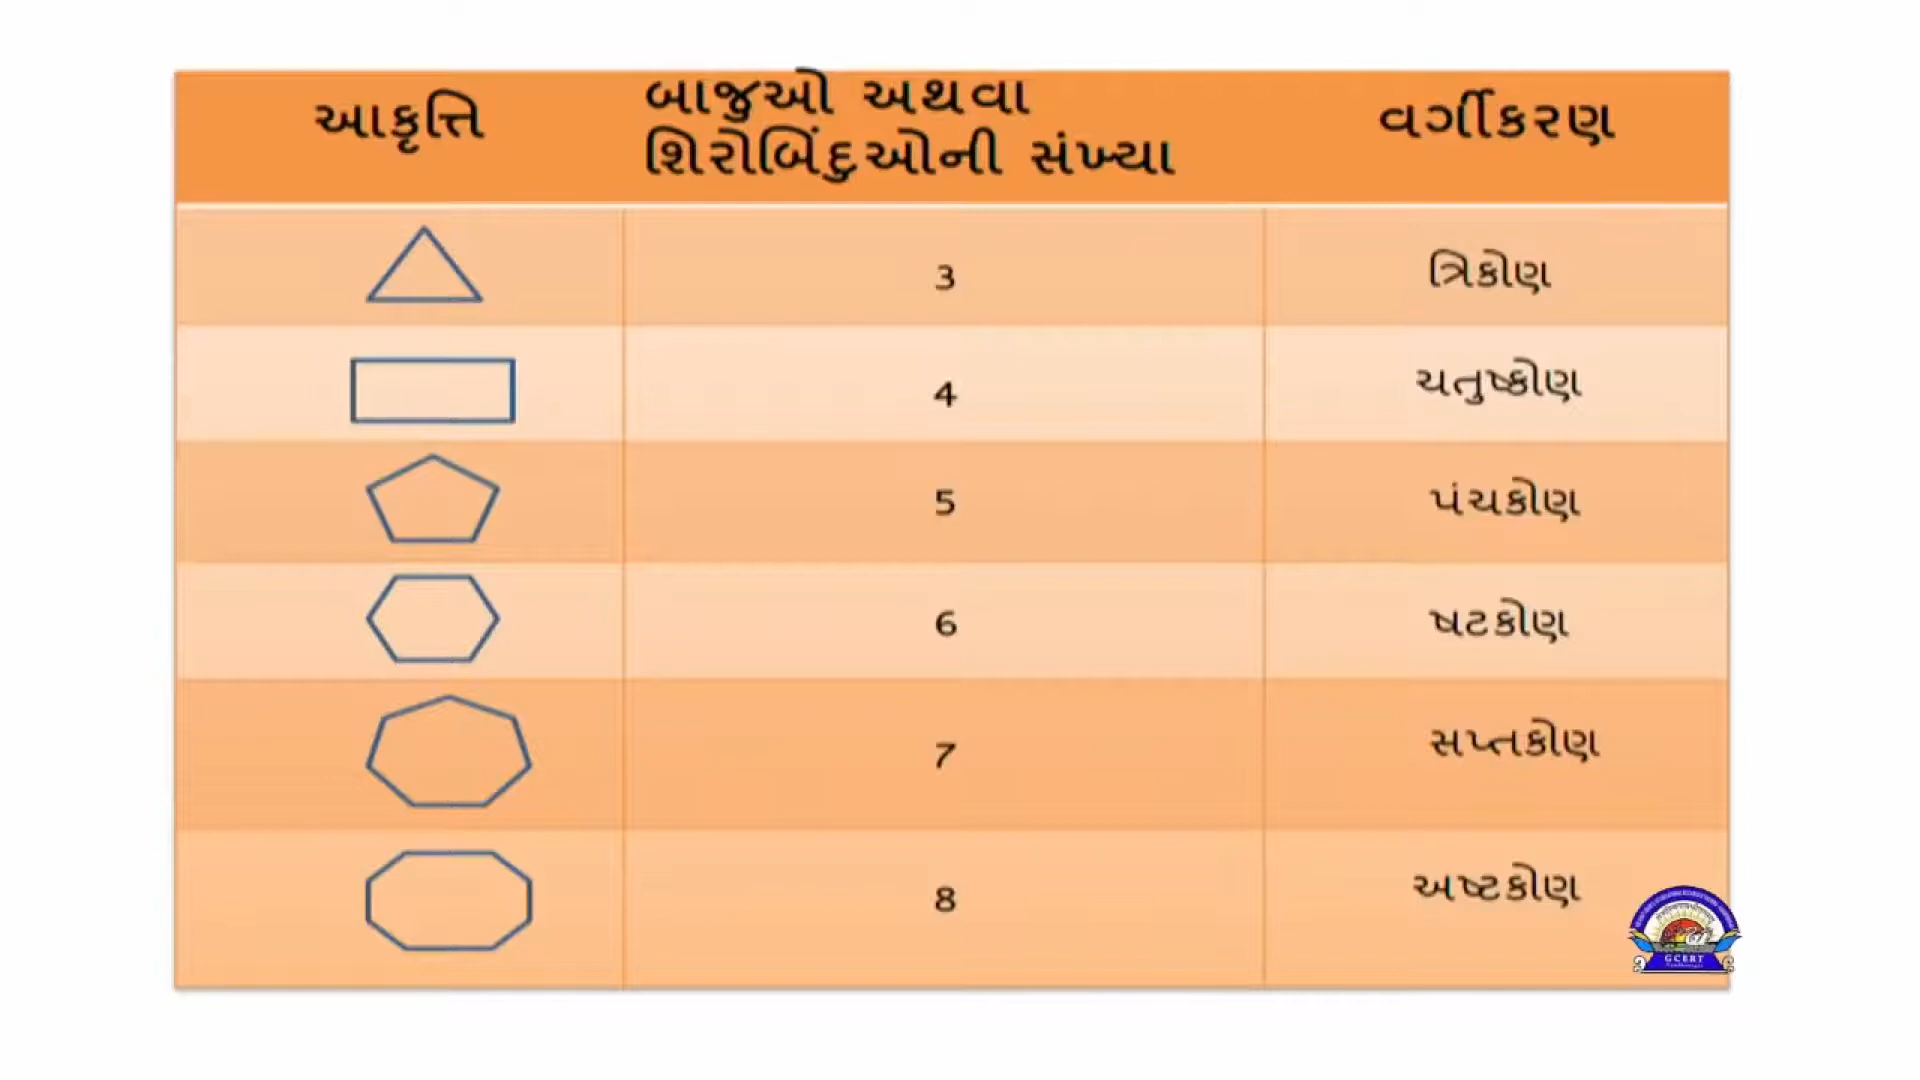 આકૃત્તિ
બાજુઓ અથવા
શિરોબિંદુઓની સંખ્યા
વર્ગીકરણ
3
ત્રિકોણ
4
ચતુષ્કોણ
5
પંચકોણ
6
ષટકોણ
7
સપ્તકોણ
8
અષ્ટકોણ
GCERT